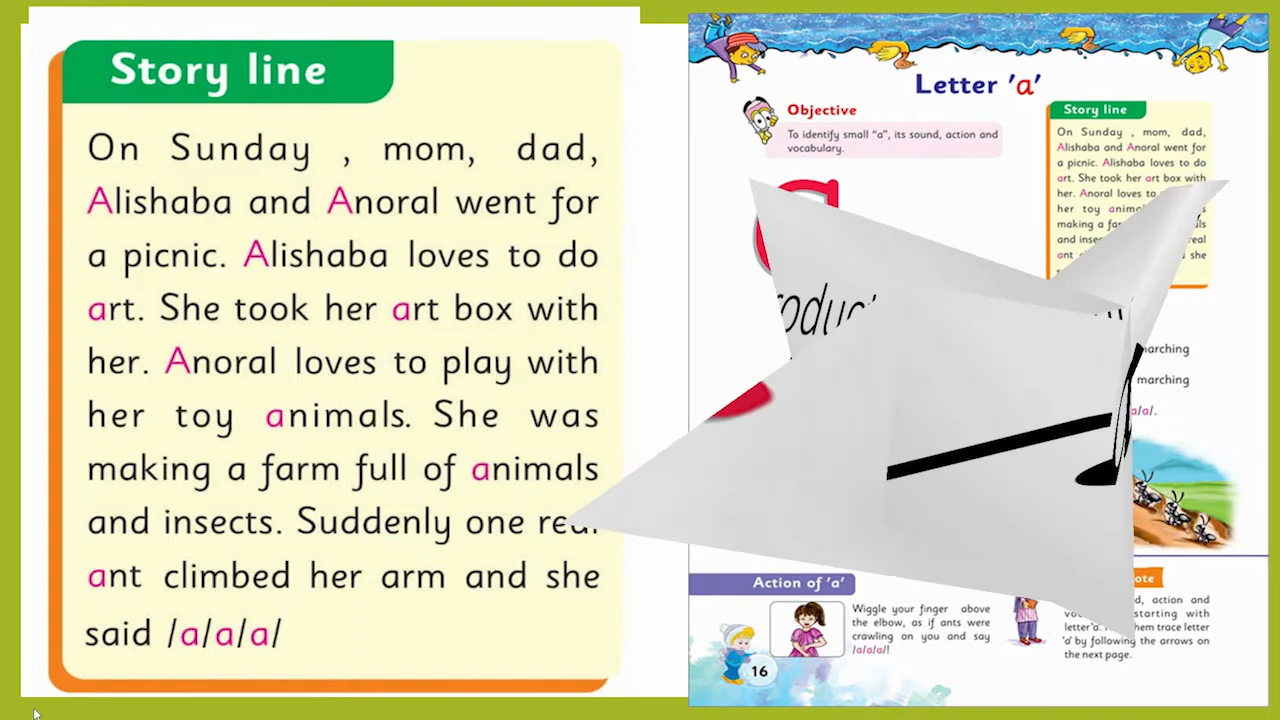 Story line
On Sunday , mom, dad,
Alishaba and Anoral went for
a picnic. Alishaba loves to do
art. She took her art box with
her. Anoral loves to play with
her toy animals. She was
making a farm full of animals
and insects. Suddenly one real
ant climbed her arm and she
said /a/a/a/
Letter 'a'
Objective
To identify small "a", its sound, action and
vocabulary.
Story line
On Sunday , mom, dad,
Alishaba and Anoral went for
a picnic. Alishaba loves to do
art. She took her art box with
her. Anoral loves to
her toy
making a
and
ant she
marching
marching
Action of 'a'
Wiggle your finger above
the elbow, as if ants were
crawling on you and say
/a/a/a/!
action and
starting with
letter 'a'. them trace letter
'a' by following the arrows on
the next page.
16